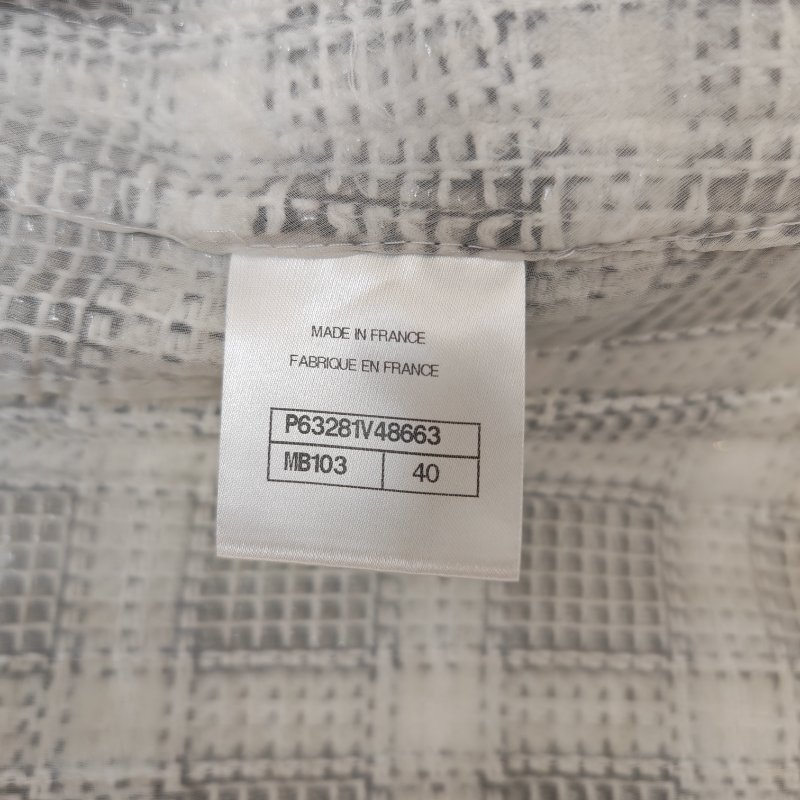 MADE IN FRANCE
FABRIQUE EN FRANCE
P63281V48663
MB103 40